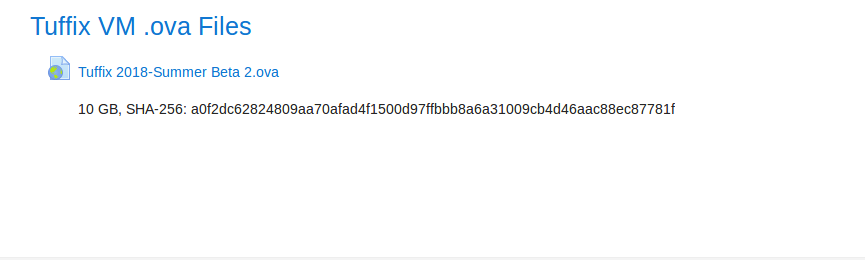 Tuffix VM .ova Files
Tuffix 2018-Summer Beta 2.ova
10 GB, SHA-256: a0f2dc62824809aa70afad4f1500d97ffbbb8a6a31009cb4d46aac88ec87781f